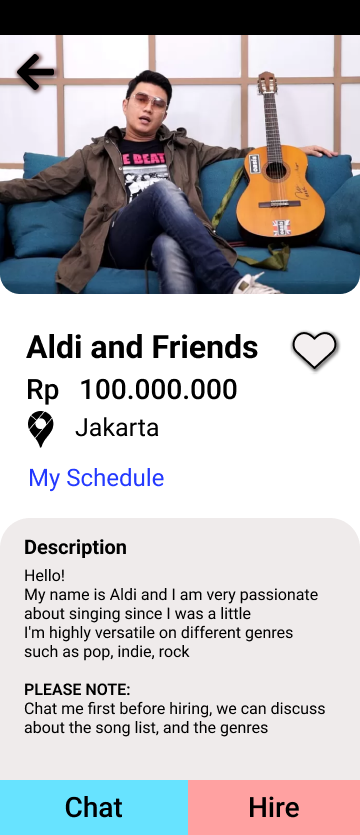 THE BEAT
Aldi and Friends
Rp 100.000.000
Jakarta
My Schedule
Description
Hello!
My name is Aldi and I am very passionate
about singing since I was a little
I'm highly versatile on different genres
such as pop, indie, rock
PLEASE NOTE:
Chat me first before hiring, we can discuss
about the song list, and the genres
Chat
Hire